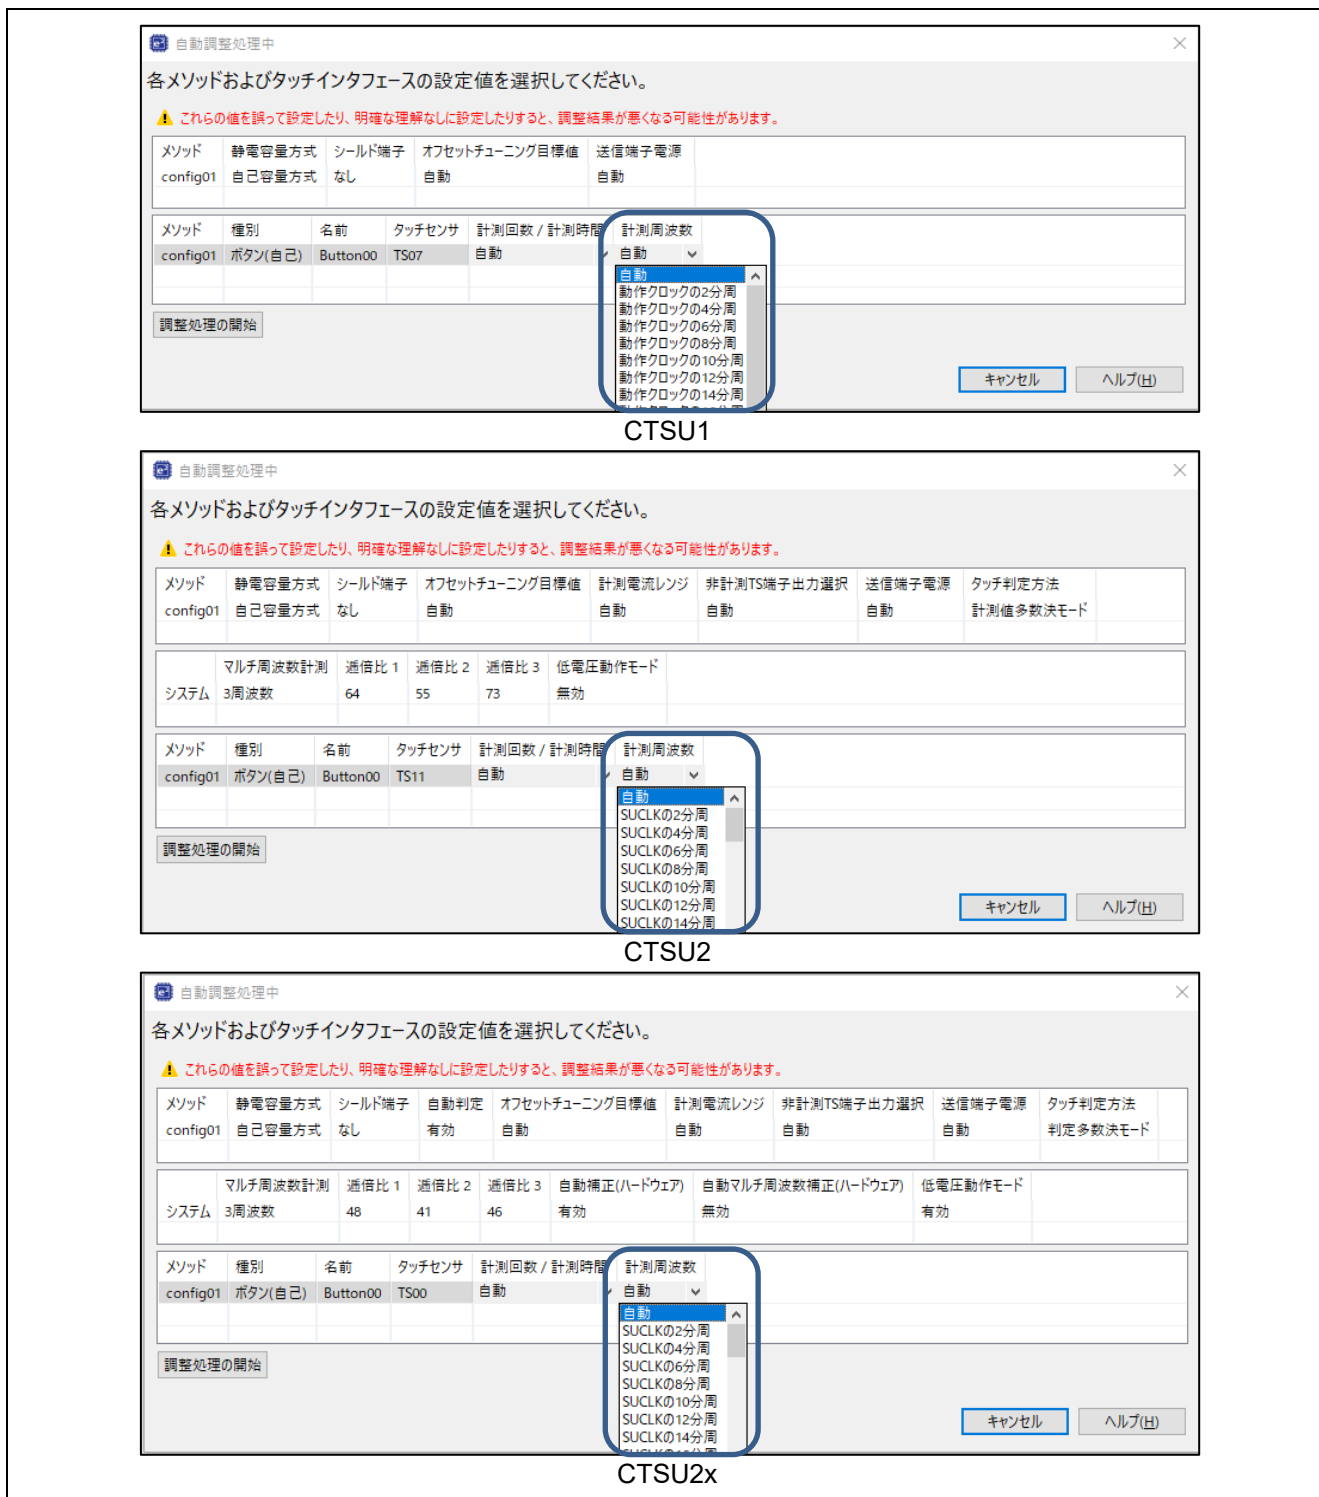 自動調整処理中
各メソッドおよびタッチインタフェースの設定値を選択してください。
これらの値を誤って設定したり、明確な理解なしに設定したりすると、調整結果が悪くなる可能性があります。
メソッド 静電容量方式 シールド端子 オフセットチューニング目標値 送信端子電源
config01 自己容量方式 なし 自動 自動
メソッド 種別 名前 タッチセンサ 計測回数 / 計測時間 計測周波数
config01 ボタン(自己) Button00 TS07 自動 自動
自動
動作クロックの2分周
動作クロックの4分周
動作クロックの6分周
動作クロックの8分周
動作クロックの10分周
動作クロックの12分周
動作クロックの14分周
調整処理の開始
キャンセル ヘルプ(H)
CTSU1
自動調整処理中
各メソッドおよびタッチインタフェースの設定値を選択してください。
これらの値を誤って設定したり、明確な理解なしに設定したりすると、調整結果が悪くなる可能性があります。
メソッド 静電容量方式 シールド端子 オフセットチューニング目標値 計測電流レンジ 非計測TS端子出力選択 送信端子電源 タッチ判定方法
config01 自己容量方式 なし 自動 自動 自動 自動 計測値多数決モード
マルチ周波数計測 逓倍比 1 逓倍比 2 逓倍比 3 低電圧動作モード
システム 3周波数 64 55 73 無効
メソッド 種別 名前 タッチセンサ 計測回数 / 計測時間 計測周波数
config01 ボタン(自己) Button00 TS11 自動 自動
自動
SUCLKの2分周
SUCLKの4分周
SUCLKの6分周
SUCLKの8分周
SUCLKの10分周
SUCLKの12分周
SUCLKの14分周
調整処理の開始
キャンセル ヘルプ(H)
CTSU2
自動調整処理中
各メソッドおよびタッチインタフェースの設定値を選択してください。
これらの値を誤って設定したり、明確な理解なしに設定したりすると、調整結果が悪くなる可能性があります。
メソッド 静電容量方式 シールド端子 自動判定 オフセットチューニング目標値 計測電流レンジ 非計測TS端子出力選択 送信端子電源 タッチ判定方法
config01 自己容量方式 なし 有効 自動 自動 自動 自動 判定多数決モード
マルチ周波数計測 逓倍比 1 逓倍比 2 逓倍比 3 自動補正(ハードウェア) 自動マルチ周波数補正(ハードウェア) 低電圧動作モード
システム 3周波数 48 41 46 有効 無効 有効
メソッド 種別 名前 タッチセンサ 計測回数 / 計測時間 計測周波数
config01 ボタン(自己) Button00 TS00 自動 自動
自動
SUCLKの2分周
SUCLKの4分周
SUCLKの6分周
SUCLKの8分周
SUCLKの10分周
SUCLKの12分周
SUCLKの14分周
調整処理の開始
キャンセル ヘルプ(H)
CTSU2x